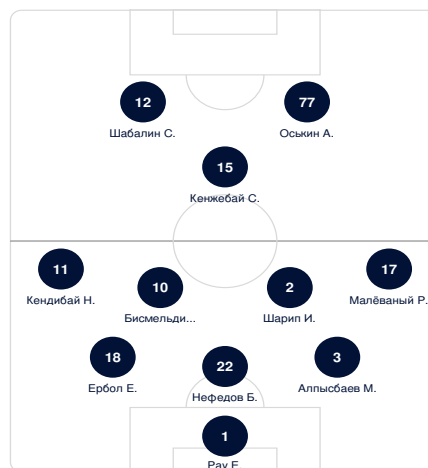 12
77
Шабалин С.
Оськин А.
15
Кенжебай С.
11
17
10
2
Кендибай Н.
Малёваный Р.
Бисмельди...
Шарип И.
18
22
3
Ербол Е.
Нефедов Б.
Алпысбаев М.
1
Рау Е.